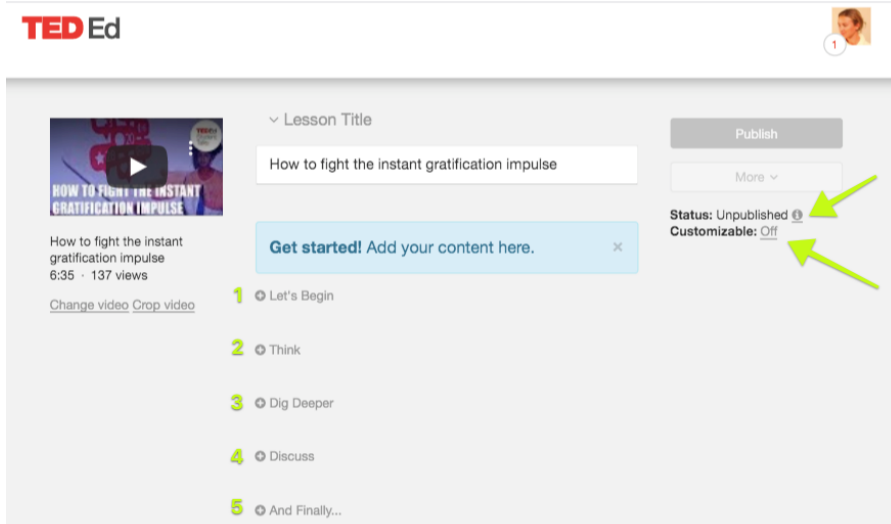 TED Ed
1
Lesson Title
How to fight the instant gratification impulse
Publish
More
Status: Unpublished
Customizable: Off
HOW TO FIGHT THE INSTANT
GRATIFICATION IMPULSE
How to fight the instant
gratification impulse
6:35 · 137 views
Change video Crop video
Get started! Add your content here. ×
1 Let's Begin
2 Think
3 Dig Deeper
4 Discuss
5 And Finally...